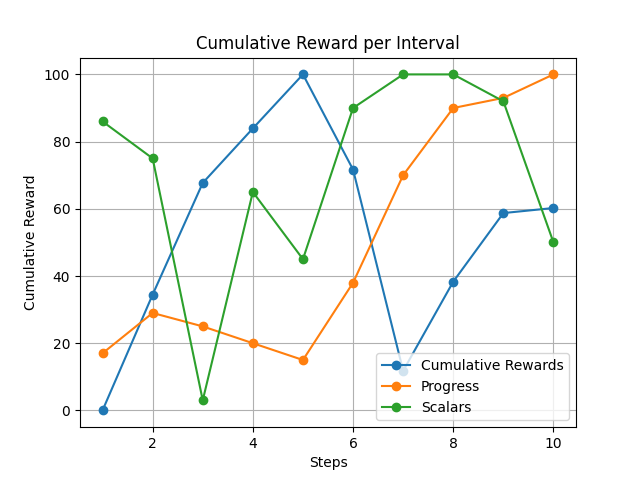 Cumulative Reward per Interval
100
80
60
40
20
0
Cumulative Reward
2
4
6
8
10
Steps
Cumulative Rewards
Progress
Scalars